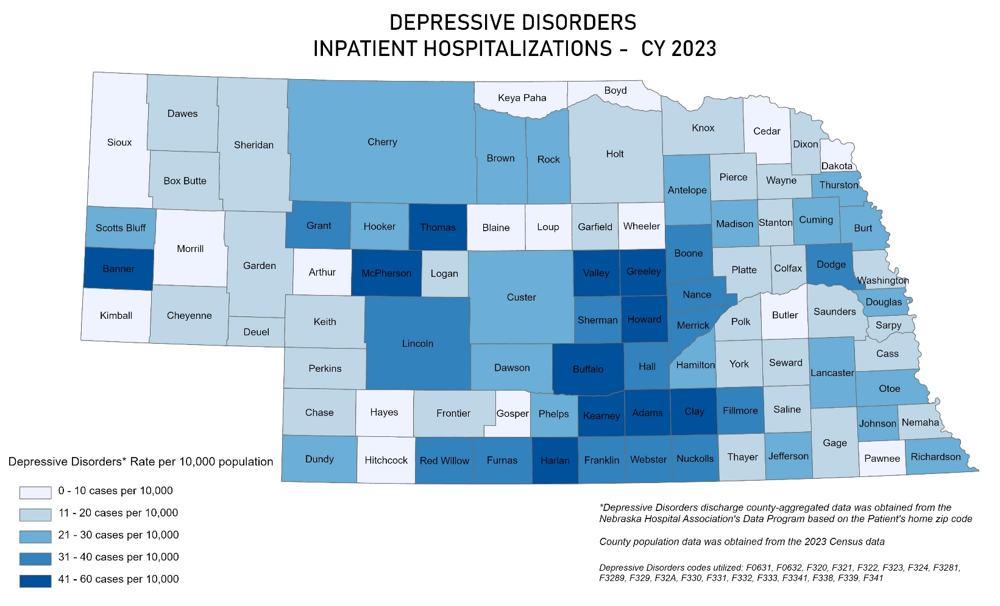 DEPRESSIVE DISORDERS
INPATIENT HOSPITALIZATIONS - CY 2023
Keya Paha
Boyd
Dawes
Sioux
Sheridan
Cherry
Brown
Rock
Holt
Knox
Cedar
Dixon
Dakota
Box Butte
Antelope
Pierce
Wayne
Thurston
Scotts Bluff
Grant
Hooker
Thomas
Blaine
Loup
Garfield
Wheeler
Madison
Stanton
Cuming
Burt
Morrill
Banner
Garden
Arthur
McPherson
Logan
Custer
Valley
Greeley
Boone
Platte
Colfax
Dodge
Washington
Kimball
Cheyenne
Deuel
Keith
Lincoln
Sherman
Howard
Nance
Merrick
Polk
Butler
Saunders
Douglas
Sarpy
Perkins
Dawson
Buffalo
Hall
Hamilton
York
Seward
Lancaster
Cass
Otoe
Chase
Hayes
Frontier
Gosper
Phelps
Kearney
Adams
Clay
Fillmore
Saline
Gage
Johnson
Nemaha
Dundy
Hitchcock
Red Willow
Furnas
Harlan
Franklin
Webster
Nuckolls
Thayer
Jefferson
Pawnee
Richardson
Depressive Disorders* Rate per 10,000 population
0 - 10 cases per 10,000
11 - 20 cases per 10,000
21 - 30 cases per 10,000
31 - 40 cases per 10,000
41 - 60 cases per 10,000
*Depressive Disorders discharge county-aggregated data was obtained from the
Nebraska Hospital Association's Data Program based on the Patient's home zip code
County population data was obtained from the 2023 Census data
Depressive Disorders codes utilized: F0631, F0632, F320, F321, F322, F323, F324, F3281,
F3289, F329, F32A, F330, F331, F332, F333, F3341, F338, F339, F341